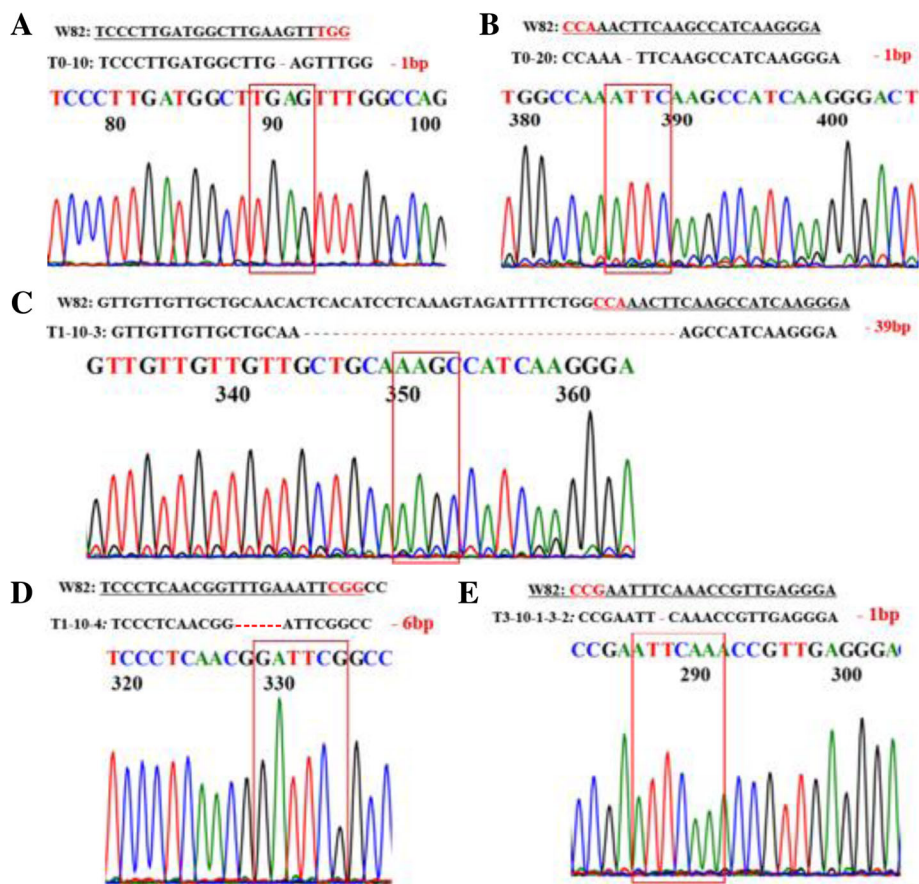 A
W82: TCCCTTGATGGCTTGAAGTTTGG
T0-10: TCCCTTGATGGCTTG - AGTTTGG - 1bp
TCCCTTGATGGCTTGAGTTTGGCCAG
80 90 100
B
W82: CCAAACTTCAAGCCATCAAGGGA
T0-20: CCAAA - TTCAAGCCATCAAGGGA - 1bp
TGGCCAAATTCAAGCCATCAAGGGACT
380 390 400
C
W82: GTTGTTGTTGCTGCAACACTCACATCCTCAAAGTAGATTTTCTGGCCAAACTTCAAGCCATCAAGGGA
T1-10-3: GTTGTTGTTGCTGCAA---------------------------------------AGCCATCAAGGGA - 39bp
GTTGTTGTTGTTGCTGCAAAGCCATCAAGGGA
340 350 360
D
W82: TCCCTCAACGGTTTGAAATTCGGCC
T1-10-4: TCCCTCAACGG------ATTCGGCC - 6bp
TCCCTCAACGGATTCGGCC
320 330
E
W82: CCGAATTTCAAACCGTTGAGGGA
T3-10-1-3-2: CCGAATT - CAAACCGTTGAGGGA - 1bp
CCGAATTCAAACCGTTGAGGGA
290 300